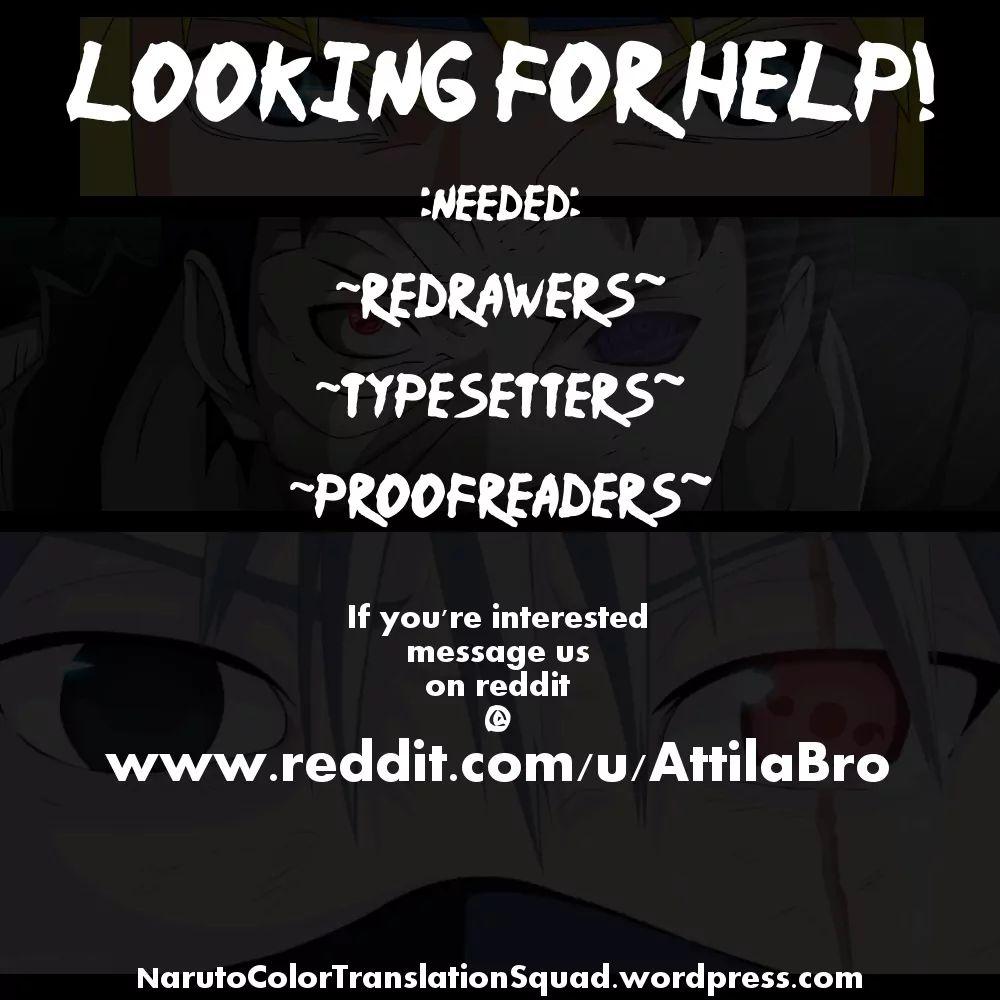 LOOKING FOR HELP!
:NEEDED:
~REDRAWERS~
~TYPESETTERS~
~PROOFREADERS~
If you're interested
message us
on reddit
@
www.reddit.com/u/AttilaBro
NarutoColorTranslationSquad.wordpress.com